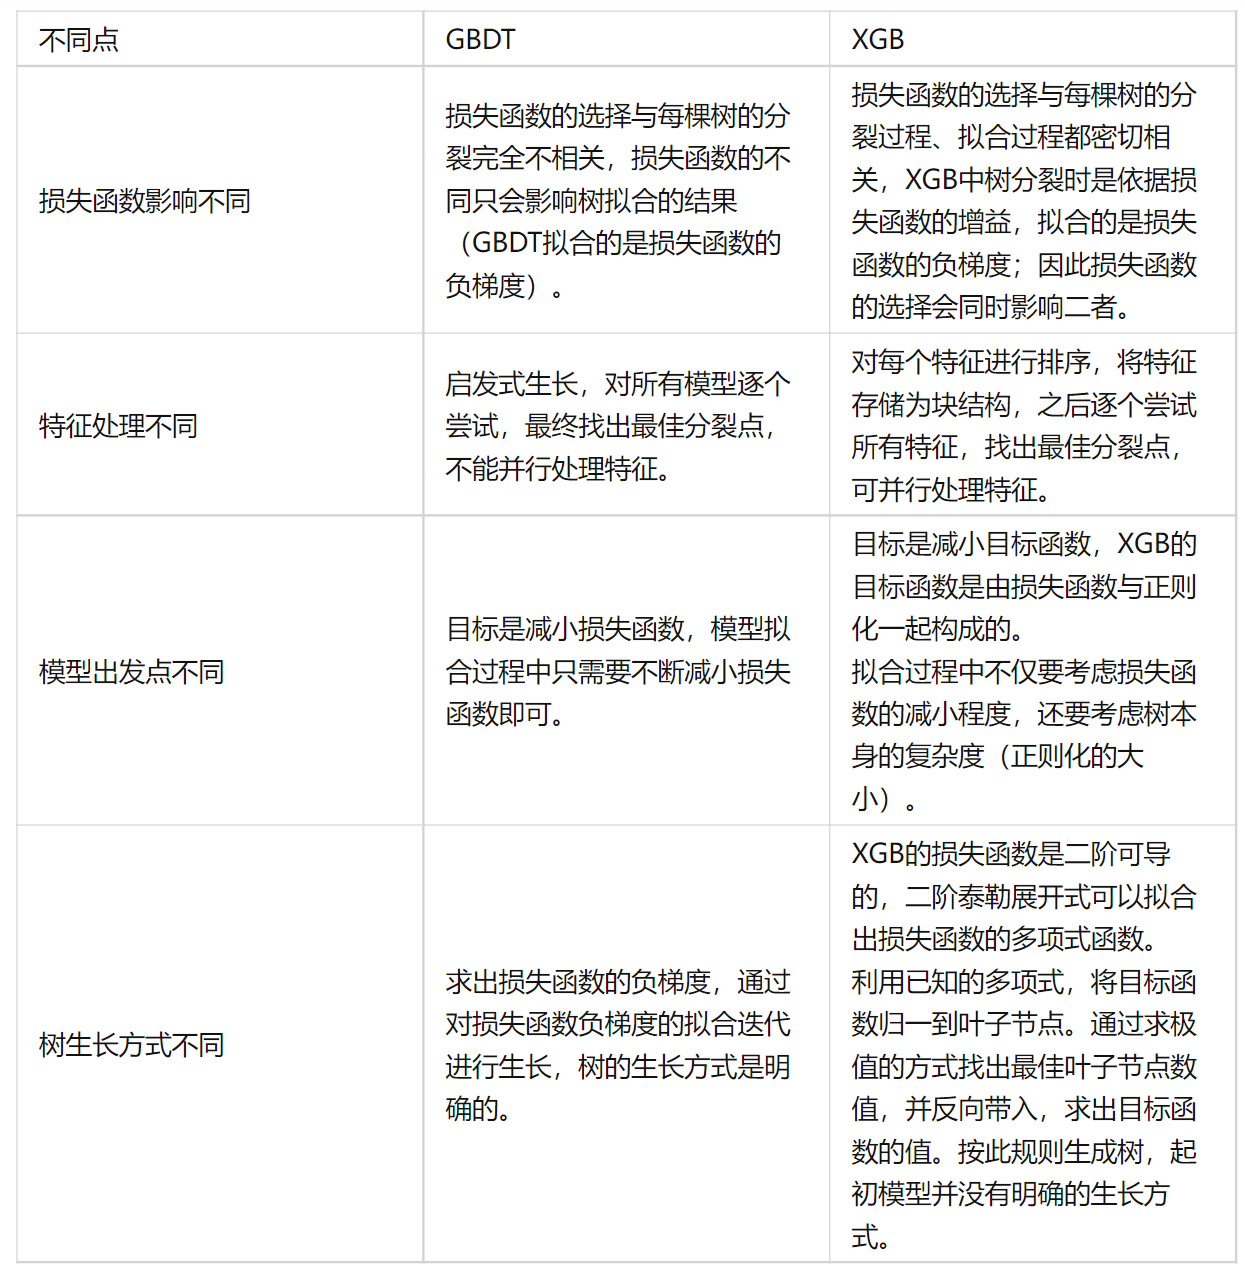 不同点
GBDT
XGB
损失函数影响不同
损失函数的选择与每棵树的分
裂完全不相关，损失函数的不
同只会影响树拟合的结果
（GBDT拟合的是损失函数的
负梯度）。
损失函数的选择与每棵树的分
裂过程、拟合过程都密切相
关，XGB中树分裂时是依据损
失函数的增益，拟合的是损失
函数的负梯度；因此损失函数
的选择会同时影响二者。
特征处理不同
启发式生长，对所有模型逐个
尝试，最终找出最佳分裂点，
不能并行处理特征。
对每个特征进行排序，将特征
存储为块结构，之后逐个尝试
所有特征，找出最佳分裂点，
可并行处理特征。
模型出发点不同
目标是减小损失函数，模型拟
合过程中只需要不断减小损失
函数即可。
目标是减小目标函数，XGB的
目标函数是由损失函数与正则
化一起构成的。
拟合过程中不仅要考虑损失函
数的减小程度，还要考虑树本
身的复杂度（正则化的大
小）。
树生长方式不同
求出损失函数的负梯度，通过
对损失函数负梯度的拟合迭代
进行生长，树的生长方式是明
确的。
XGB的损失函数是二阶可导
的，二阶泰勒展开式可以拟合
出损失函数的多项式函数。
利用已知的多项式，将目标函
数归一到叶子节点。通过求极
值的方式找出最佳叶子节点数
值，并反向带入，求出目标函
数的值。按此规则生成树，起
初模型并没有明确的生长方
式。